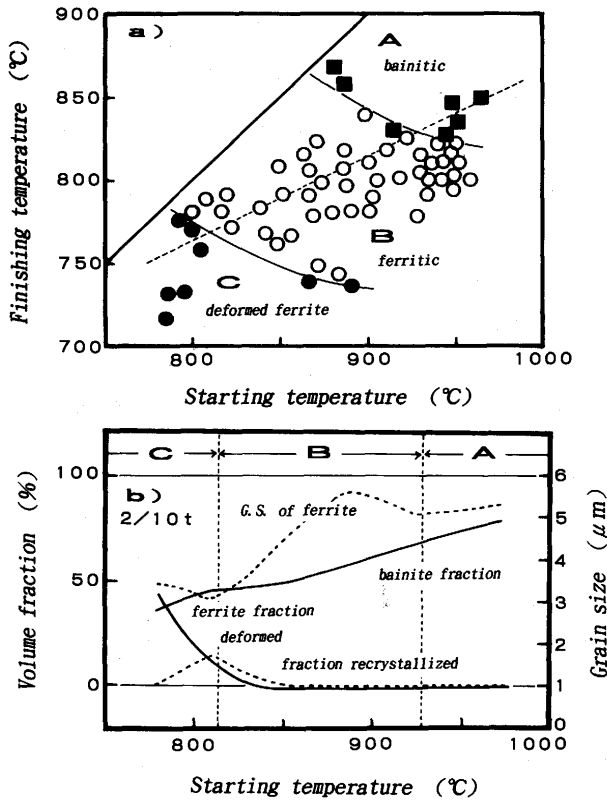 900
a)
A
bainitic
850
800
B
ferritic
750
C
deformed ferrite
700
800
900
1000
Finishing temperature (°C)
Starting temperature (°C)
C
B
A
100
6
b)
2/10t
G.S. of ferrite
5
bainite fraction
4
50
3
ferrite fraction
deformed
2
fraction recrystallized
0
1
0
800
900
1000
Volume fraction (%)
Grain size (μm)
Starting temperature (°C)